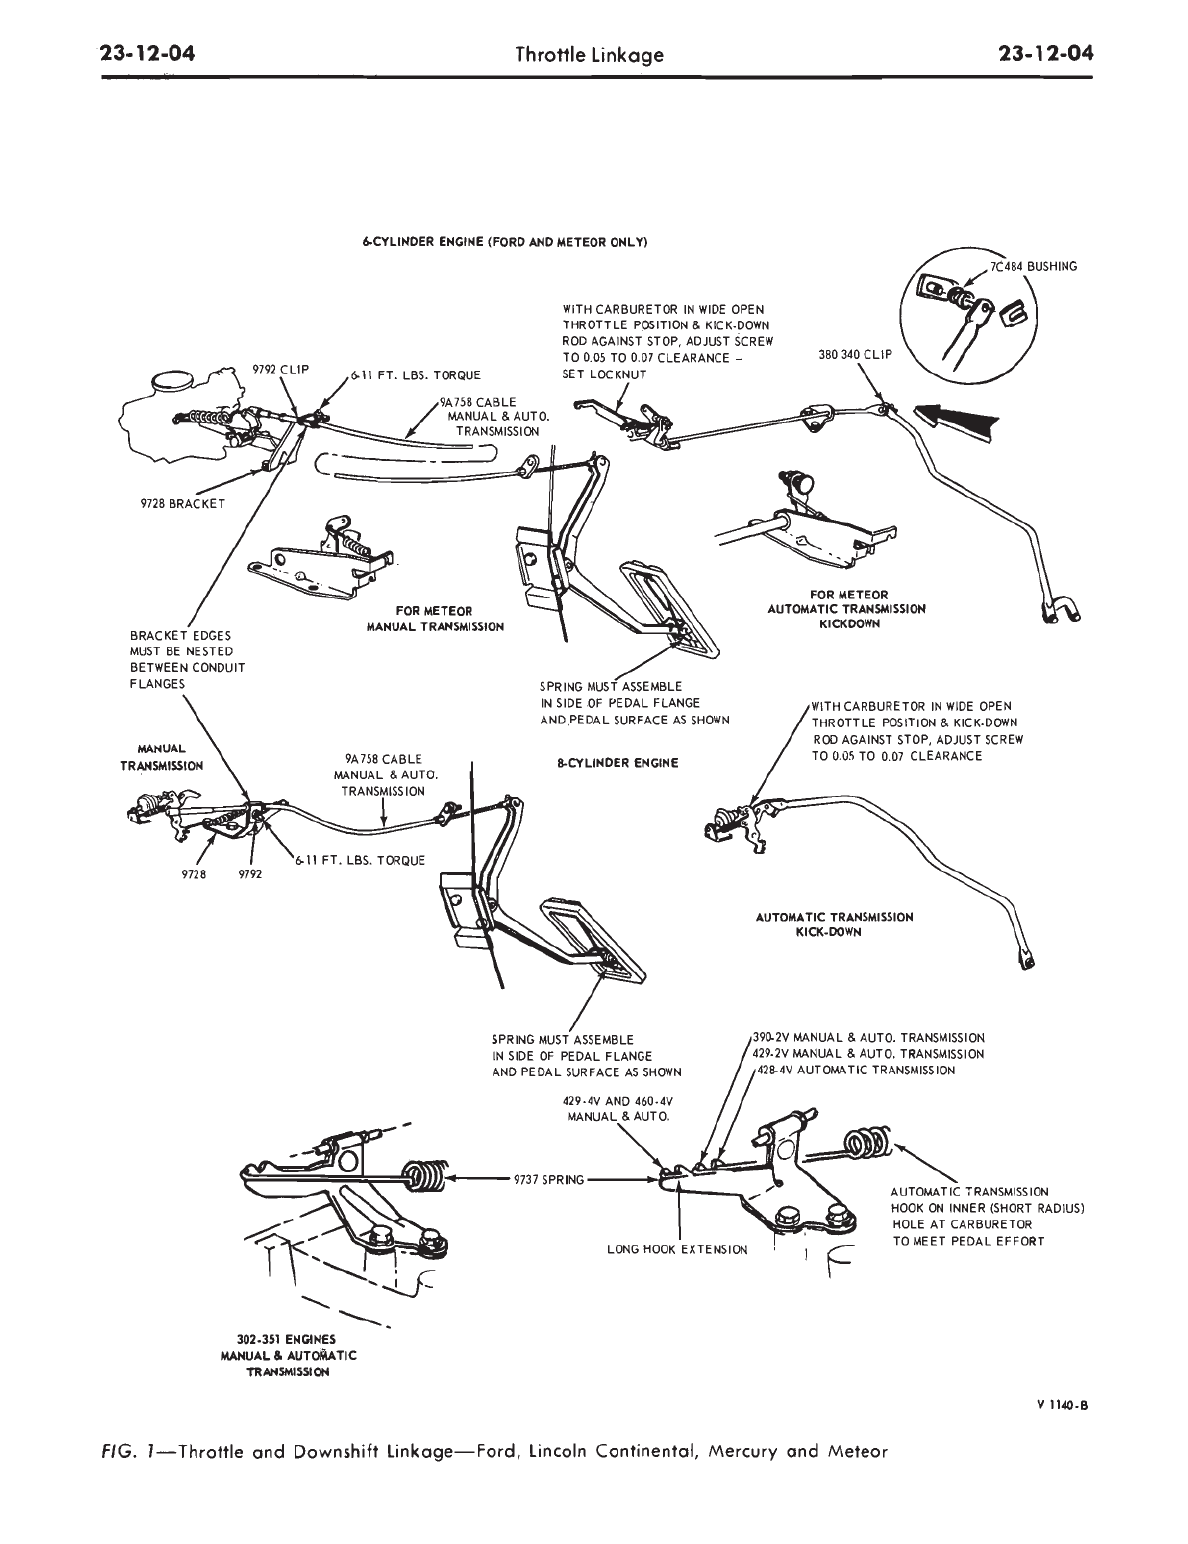 23-12-04
Throttle Linkage
23-12-04
6-CYLINDER ENGINE (FORD AND METEOR ONLY)
7C484 BUSHING
WITH CARBURETOR IN WIDE OPEN
THROTTLE POSITION & KICK-DOWN
ROD AGAINST STOP, ADJUST SCREW
TO 0.05 TO 0.07 CLEARANCE –
SET LOCKNUT
380 340 CLIP
9792 CLIP
6-11 FT. LBS. TORQUE
9A758 CABLE
MANUAL & AUTO.
TRANSMISSION
9728 BRACKET
FOR METEOR
MANUAL TRANSMISSION
FOR METEOR
AUTOMATIC TRANSMISSION
KICKDOWN
BRACKET EDGES
MUST BE NESTED
BETWEEN CONDUIT
FLANGES
SPRING MUST ASSEMBLE
IN SIDE OF PEDAL FLANGE
AND PEDAL SURFACE AS SHOWN
WITH CARBURETOR IN WIDE OPEN
THROTTLE POSITION & KICK-DOWN
ROD AGAINST STOP, ADJUST SCREW
TO 0.05 TO 0.07 CLEARANCE
MANUAL
TRANSMISSION
9A758 CABLE
MANUAL & AUTO.
TRANSMISSION
8-CYLINDER ENGINE
6-11 FT. LBS. TORQUE
9728
9792
AUTOMATIC TRANSMISSION
KICK-DOWN
SPRING MUST ASSEMBLE
IN SIDE OF PEDAL FLANGE
AND PEDAL SURFACE AS SHOWN
390-2V MANUAL & AUTO. TRANSMISSION
429-2V MANUAL & AUTO. TRANSMISSION
428-4V AUTOMATIC TRANSMISSION
429-4V AND 460-4V
MANUAL & AUTO.
9737 SPRING
LONG HOOK EXTENSION
AUTOMATIC TRANSMISSION
HOOK ON INNER (SHORT RADIUS)
HOLE AT CARBURETOR
TO MEET PEDAL EFFORT
302-351 ENGINES
MANUAL & AUTOMATIC
TRANSMISSION
V 1140-B
FIG. 1—Throttle and Downshift Linkage—Ford, Lincoln Continental, Mercury and Meteor